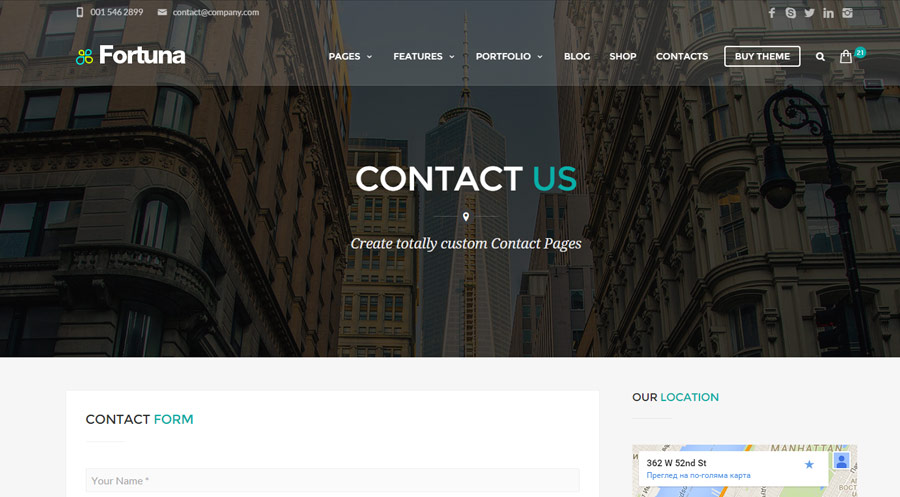 001 546 2899 contact@company.com
Fortuna PAGES FEATURES PORTFOLIO BLOG SHOP CONTACTS BUY THEME 21
CONTACT US
Create totally custom Contact Pages
OUR LOCATION
CONTACT FORM
MANHATTAN
362 W 52nd St
Преглед на по-голяма карта
Your Name *